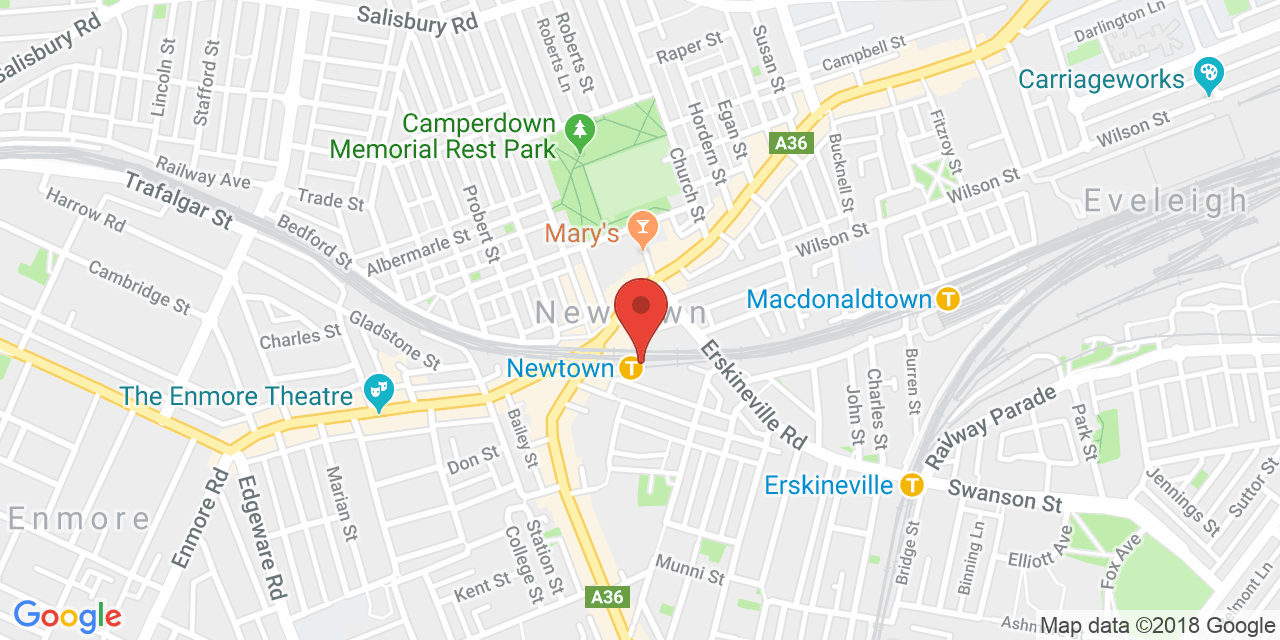 Salisbury Rd
Salisbury Rd
Darlington Ln
Lincoln St
Stafford St
Roberts Ln
Roberts St
Raper St
Susan St
Campbell St
Carriageworks
Camperdown
Memorial Rest Park
Hordern St
Egan St
A36
Bucknell St
Fitzroy St
Wilson St
Railway Ave
Trafalgar St
Trade St
Church St
Wilson St
Eveleigh
Harrow Rd
Bedford St
Probert St
Albermarle St
Mary's
Wilson St
Cambridge St
Newtown
Macdonaldtown
T
Charles St
Gladstone St
Newtown
T
Erskineville Rd
Burren St
The Enmore Theatre
John St
Charles St
Railway Parade
Park St
Bailey St
Don St
Erskineville
T
Swanson St
Jennings St
Suttor St
Enmore
Enmore Rd
Edgeware Rd
Marian St
Station St
College St
Kent St
Munni St
A36
Bridge St
Binning Ln
Elliott Ave
Fox Ave
Google
Map data ©2018 Google